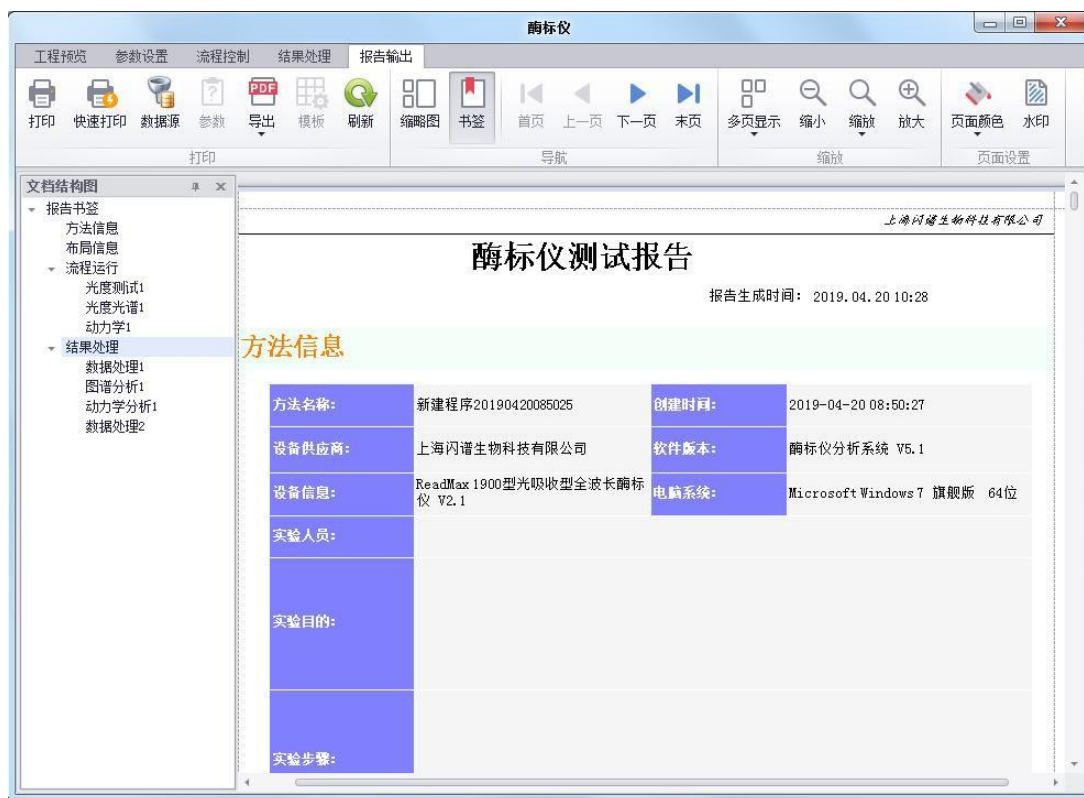 酶标仪
工程预览 参数设置 流程控制 结果处理 报告输出
打印 快速打印 数据源 参数 PDF 导出 模板 刷新 缩略图 书签 首页 上一页 下一页 末页 多页显示 缩小 缩放 放大 页面颜色 水印
打印 导航 缩放 页面设置
文档结构图
报告书签
方法信息
布局信息
流程运行
光度测试1
光度光谱1
动力学1
结果处理
数据处理1
图谱分析1
动力学分析1
数据处理2
上海闪谱生物科技有限公司
酶标仪测试报告
报告生成时间: 2019.04.20 10:28
方法信息
方法名称: 新建程序20190420085025 创建时间: 2019-04-20 08:50:27
设备供应商: 上海闪谱生物科技有限公司 软件版本: 酶标仪分析系统 V5.1
设备信息: ReadMax 1900型光吸收型全波长酶标
仪 V2.1 电脑系统: Microsoft Windows 7 旗舰版 64位
实验人员:
实验目的:
实验步骤: